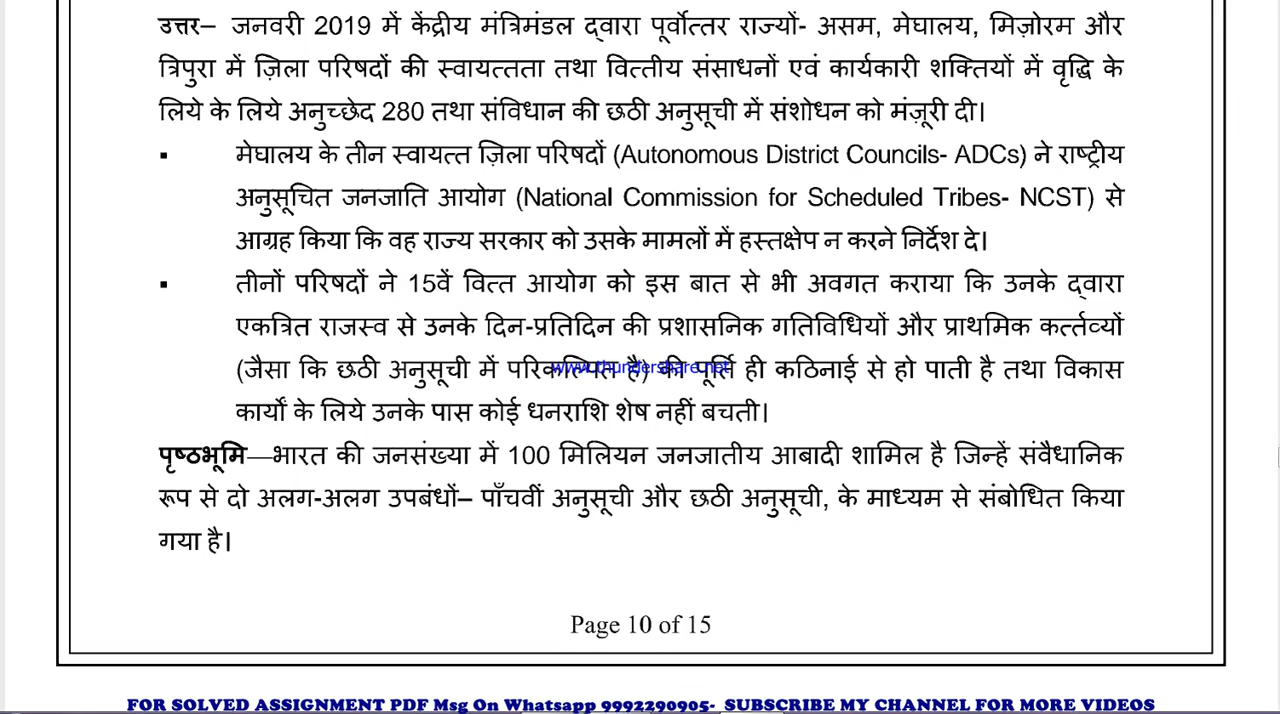 उत्तर– जनवरी 2019 में केंद्रीय मंत्रिमंडल द्वारा पूर्वोत्तर राज्यों- असम, मेघालय, मिज़ोरम और
त्रिपुरा में ज़िला परिषदों की स्वायत्तता तथा वित्तीय संसाधनों एवं कार्यकारी शक्तियों में वृद्धि के
लिये के लिये अनुच्छेद 280 तथा संविधान की छठी अनुसूची में संशोधन को मंज़ूरी दी।
▪ मेघालय के तीन स्वायत्त ज़िला परिषदों (Autonomous District Councils- ADCs) ने राष्ट्रीय
अनुसूचित जनजाति आयोग (National Commission for Scheduled Tribes- NCST) से
आग्रह किया कि वह राज्य सरकार को उसके मामलों में हस्तक्षेप न करने निर्देश दे।
▪ तीनों परिषदों ने 15वें वित्त आयोग को इस बात से भी अवगत कराया कि उनके द्वारा
एकत्रित राजस्व से उनके दिन-प्रतिदिन की प्रशासनिक गतिविधियों और प्राथमिक कर्त्तव्यों
(जैसा कि छठी अनुसूची में परिकल्पित है) की पूर्ति ही कठिनाई से हो पाती है तथा विकास
www.thundershare.net
कार्यों के लिये उनके पास कोई धनराशि शेष नहीं बचती।
पृष्ठभूमि—भारत की जनसंख्या में 100 मिलियन जनजातीय आबादी शामिल है जिन्हें संवैधानिक
रूप से दो अलग-अलग उपबंधों– पाँचवीं अनुसूची और छठी अनुसूची, के माध्यम से संबोधित किया
गया है।
Page 10 of 15
FOR SOLVED ASSIGNMENT PDF Msg On Whatsapp 9992290905- SUBSCRIBE MY CHANNEL FOR MORE VIDEOS